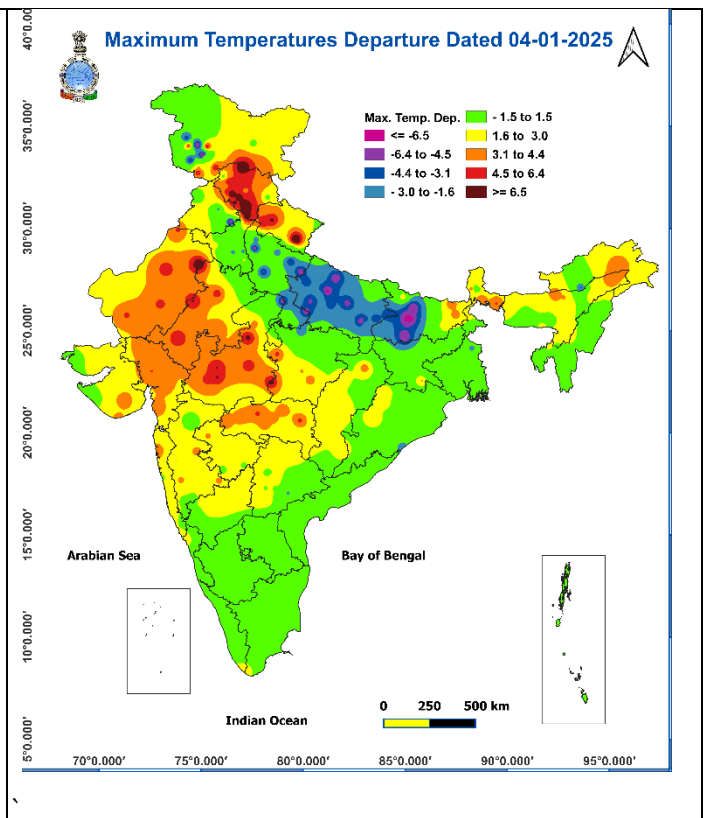 Maximum Temperatures Departure Dated 04-01-2025
Max. Temp. Dep.
<= -6.5
-6.4 to -4.5
-4.4 to -3.1
- 3.0 to -1.6
- 1.5 to 1.5
1.6 to 3.0
3.1 to 4.4
4.5 to 6.4
>= 6.5
40°0.00
35°0.000'
30°0.000'
25°0.000'
20°0.000'
15°0.000'
10°0.000'
5°0.000'
Arabian Sea
Bay of Bengal
Indian Ocean
0 250 500 km
70°0.000' 75°0.000' 80°0.000' 85°0.000' 90°0.000' 95°0.000'
`